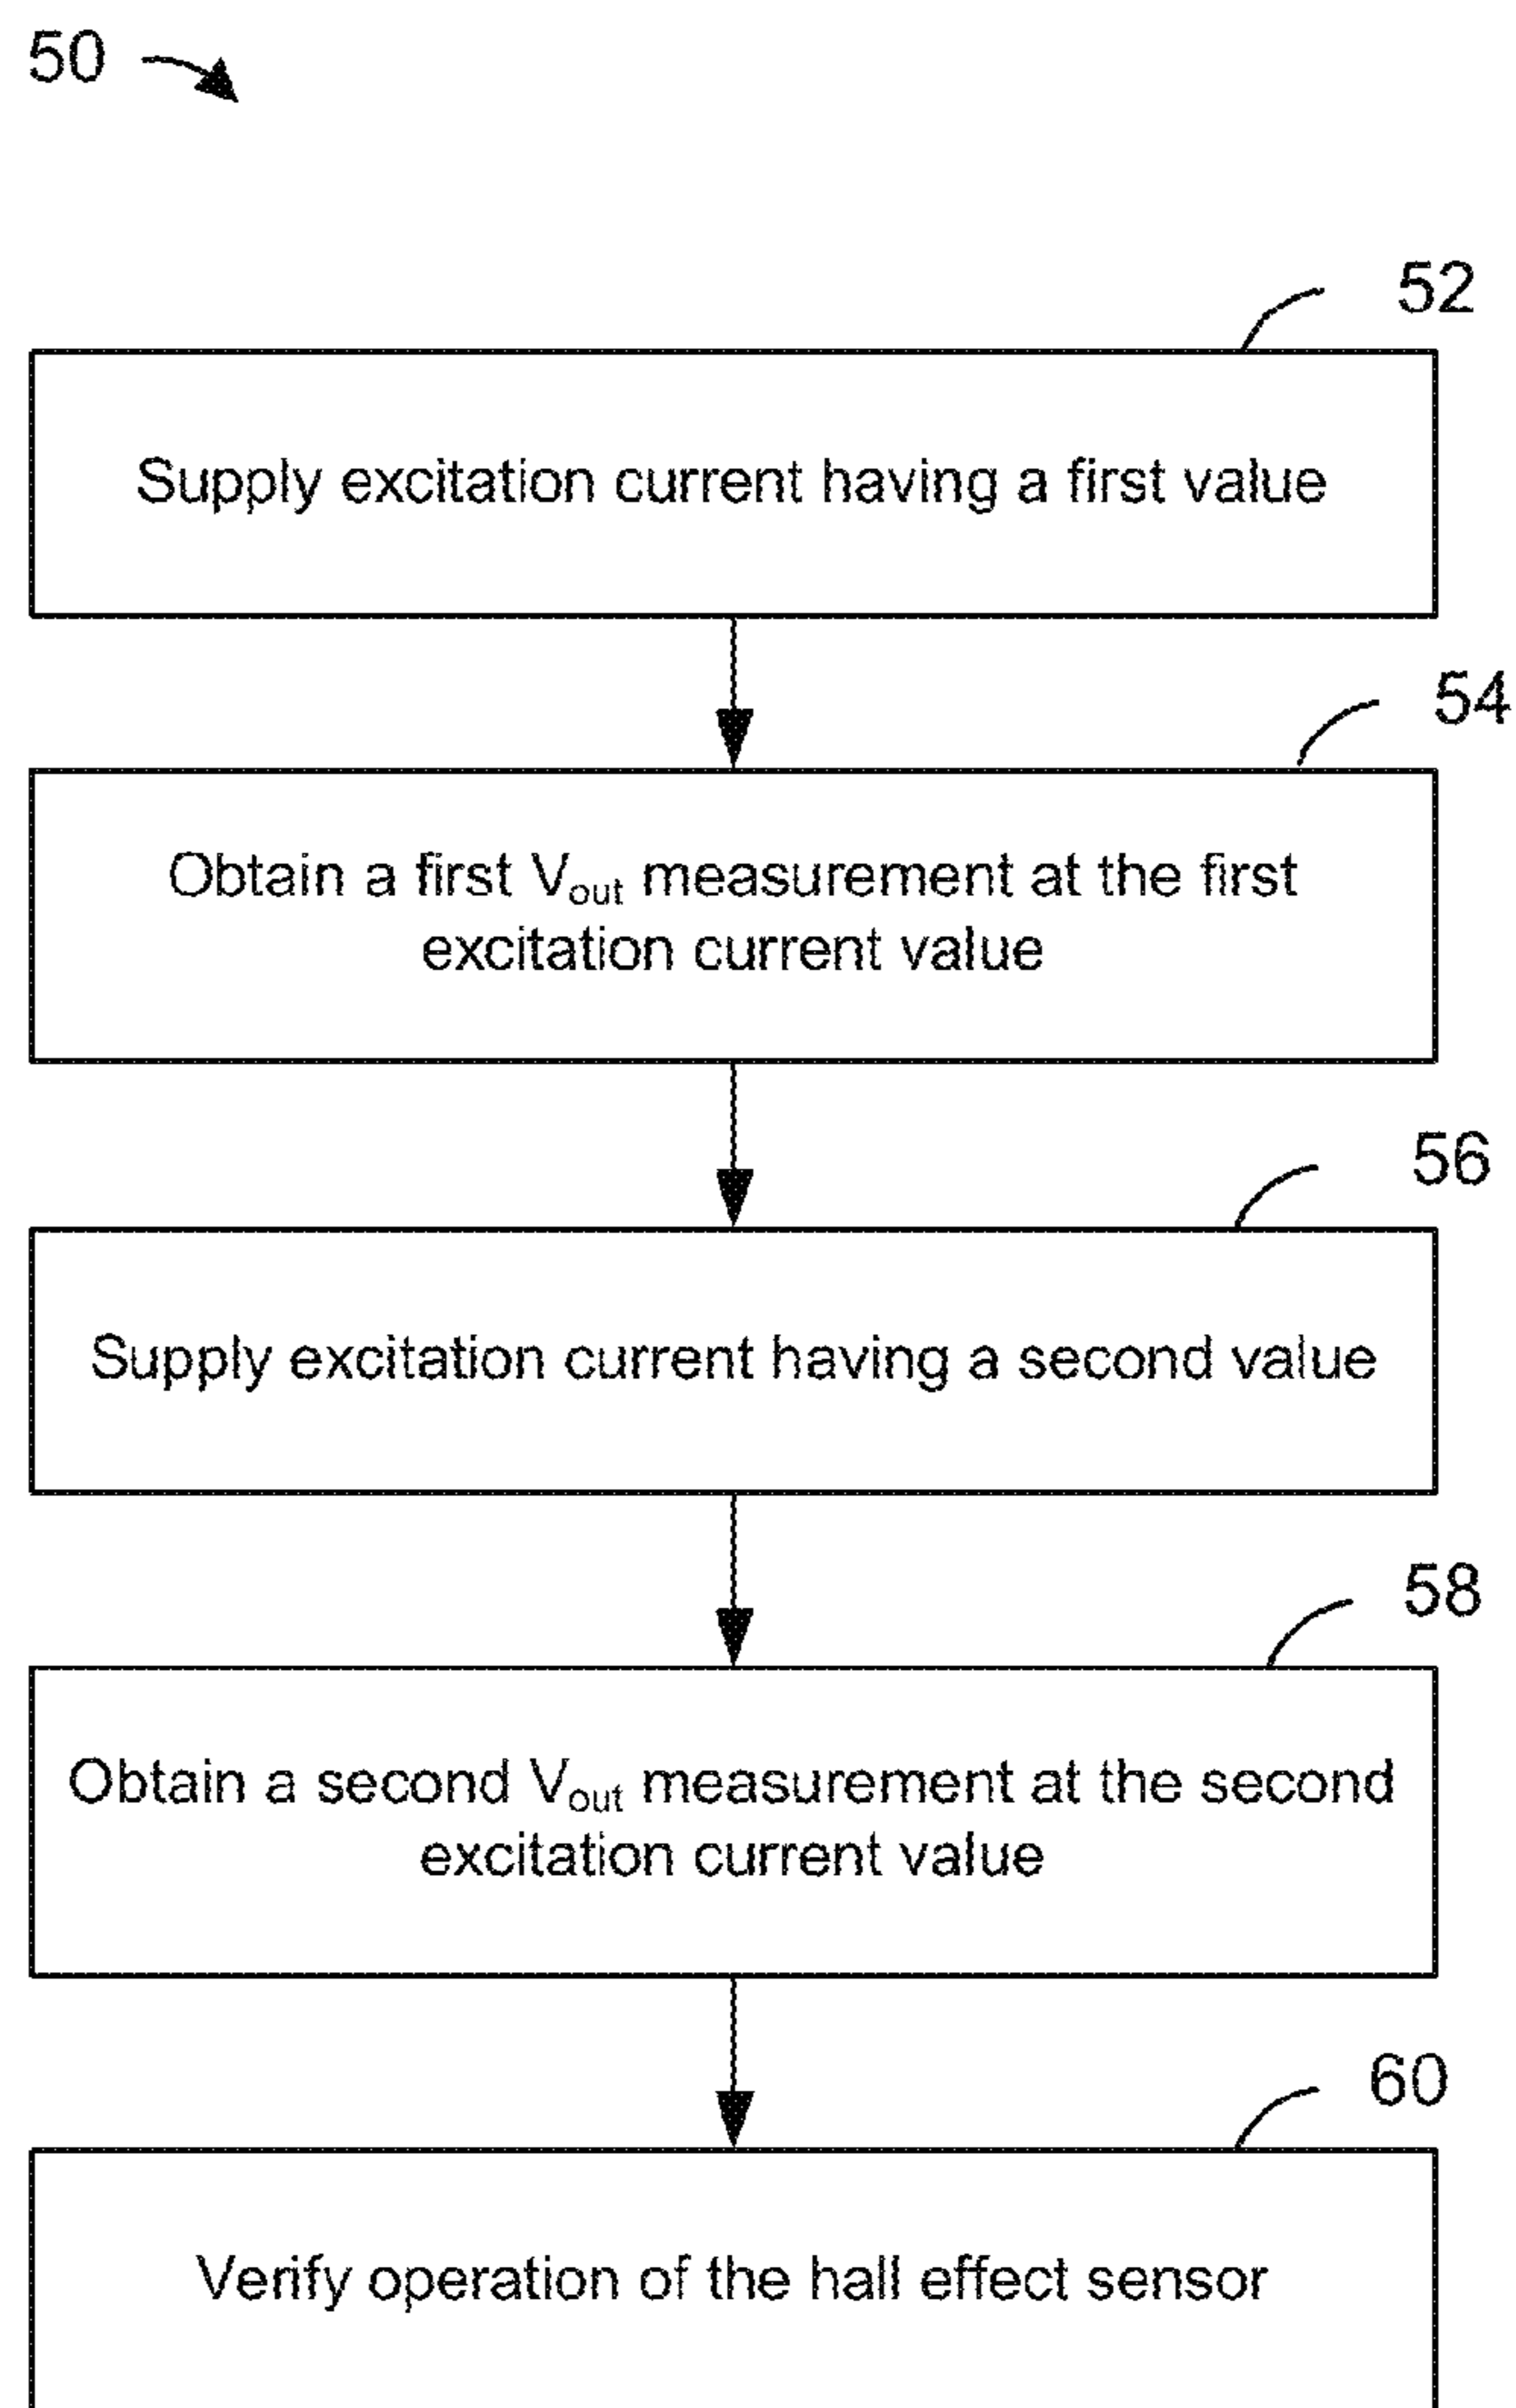 50
52
Supply excitation current having a first value
54
Obtain a first Vout measurement at the first
excitation current value
56
Supply excitation current having a second value
58
Obtain a second Vout measurement at the second
excitation current value
60
Verify operation of the hall effect sensor